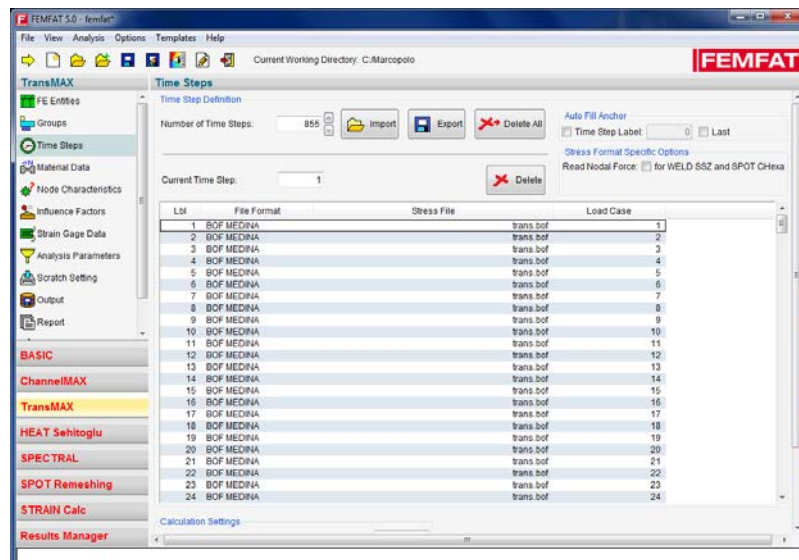 FEMFAT 5.0 - femfat*
File View Analysis Options Templates Help
Current Working Directory: C:/Marcopolo
FEMFAT
TransMAX
Time Steps
FE Entities
Groups
Time Steps
Material Data
Node Characteristics
Influence Factors
Strain Gage Data
Analysis Parameters
Scratch Setting
Output
Report
BASIC
ChannelMAX
TransMAX
HEAT Sehitoglu
SPECTRAL
SPOT Remeshing
STRAIN Calc
Results Manager
Time Step Definition
Number of Time Steps: 855 Import Export Delete All
Auto Fill Anchor
Time Step Label: 0 Last
Stress Format Specific Options
Read Nodal Force: for WELD SSZ and SPOT CHexa
Current Time Step: 1 Delete
Lbl File Format Stress File Load Case
1 BOF MEDINA trans.bof 1
2 BOF MEDINA trans.bof 2
3 BOF MEDINA trans.bof 3
4 BOF MEDINA trans.bof 4
5 BOF MEDINA trans.bof 5
6 BOF MEDINA trans.bof 6
7 BOF MEDINA trans.bof 7
8 BOF MEDINA trans.bof 8
9 BOF MEDINA trans.bof 9
10 BOF MEDINA trans.bof 10
11 BOF MEDINA trans.bof 11
12 BOF MEDINA trans.bof 12
13 BOF MEDINA trans.bof 13
14 BOF MEDINA trans.bof 14
15 BOF MEDINA trans.bof 15
16 BOF MEDINA trans.bof 16
17 BOF MEDINA trans.bof 17
18 BOF MEDINA trans.bof 18
19 BOF MEDINA trans.bof 19
20 BOF MEDINA trans.bof 20
21 BOF MEDINA trans.bof 21
22 BOF MEDINA trans.bof 22
23 BOF MEDINA trans.bof 23
24 BOF MEDINA trans.bof 24
Calculation Settings